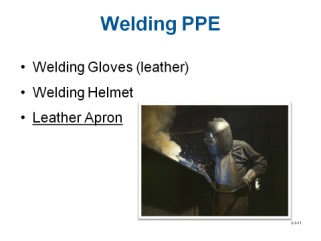 Welding PPE
• Welding Gloves (leather)
• Welding Helmet
• Leather Apron